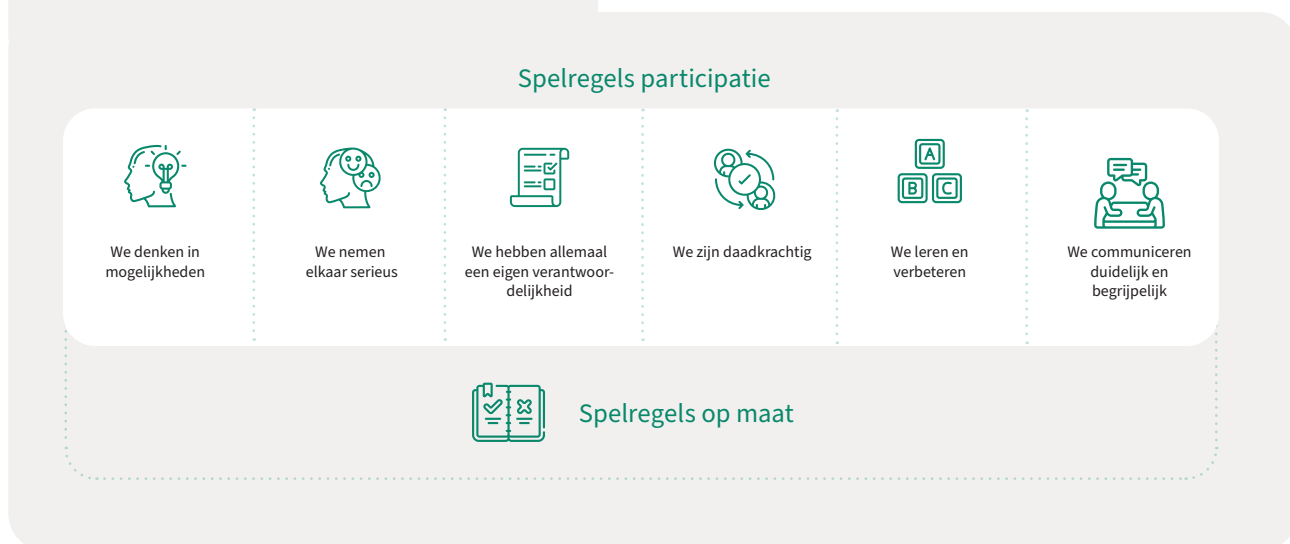 Spelregels participatie
We denken in
mogelijkheden
We nemen
elkaar serieus
We hebben allemaal
een eigen verantwoor-
delijkheid
We zijn daadkrachtig
A
B C
We leren en
verbeteren
We communiceren
duidelijk en
begrijpelijk
Spelregels op maat